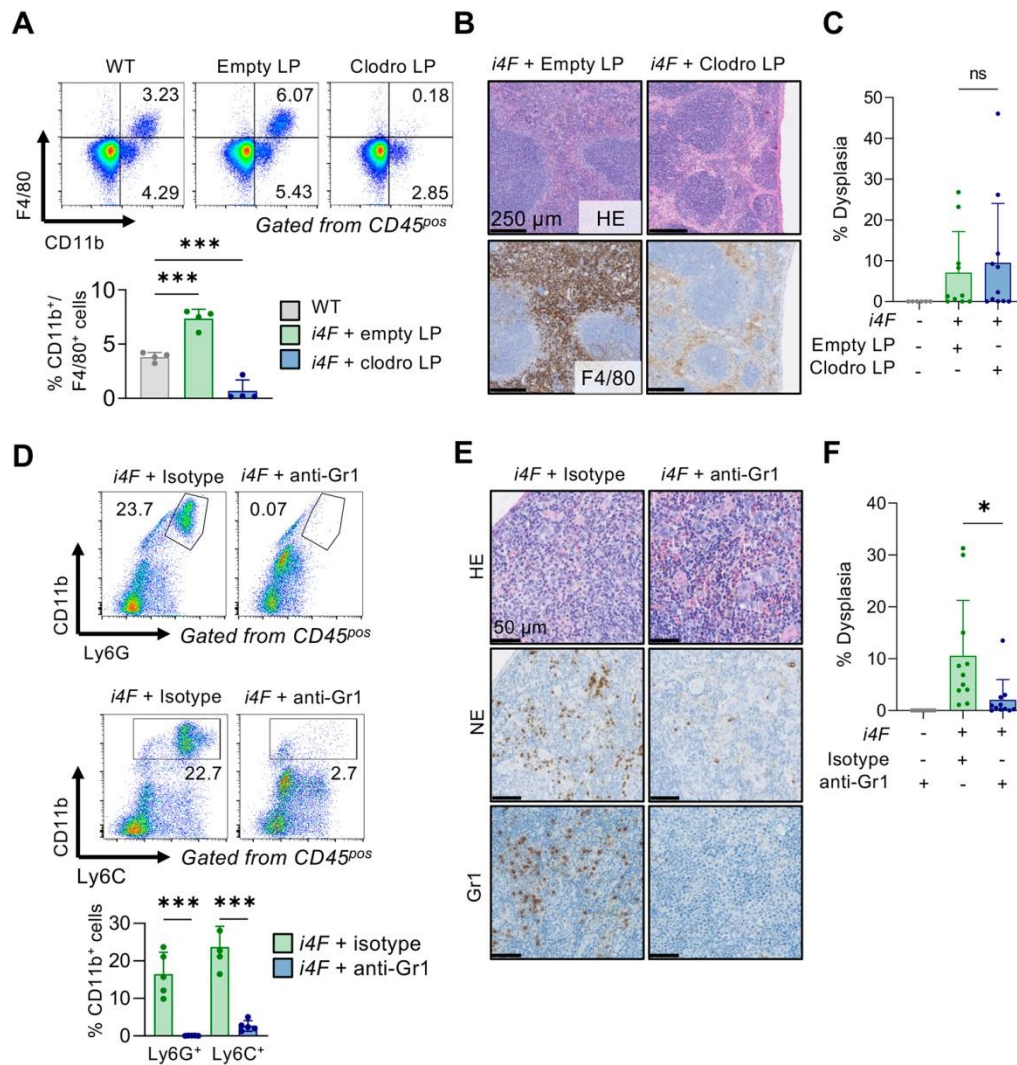 A
WT
Empty LP
Clodro LP
3.23
6.07
0.18
4.29
5.43
2.85
F4/80
CD11b
Gated from CD45pos
***
***
% CD11b+/
F4/80+ cells
10
5
0
WT
i4F + empty LP
i4F + clodro LP
B
i4F + Empty LP
i4F + Clodro LP
250 µm
HE
F4/80
C
ns
% Dysplasia
50
40
30
20
10
0
i4F - + +
Empty LP - + -
Clodro LP - - +
D
i4F + Isotype
i4F + anti-Gr1
23.7
0.07
CD11b
Ly6G
Gated from CD45pos
i4F + Isotype
i4F + anti-Gr1
22.7
2.7
CD11b
Ly6C
Gated from CD45pos
*** ***
% CD11b+ cells
30
20
10
0
Ly6G+ Ly6C+
i4F + isotype
i4F + anti-Gr1
E
i4F + Isotype
i4F + anti-Gr1
HE
50 µm
NE
Gr1
F
*
% Dysplasia
40
30
20
10
0
i4F - + +
Isotype - + -
anti-Gr1 + - +